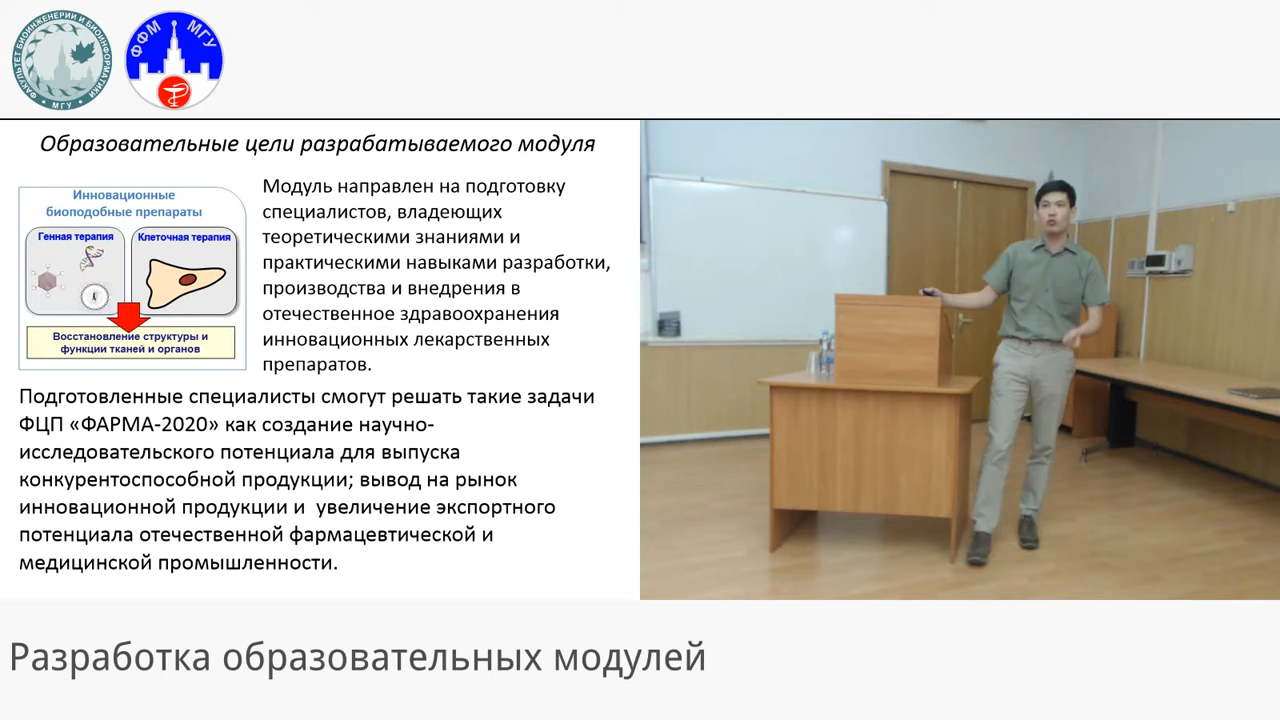 ФАКУЛЬТЕТ БИОИНЖЕНЕРИИ И БИОИНФОРМАТИКИ
МГУ
ФФМ МГУ
Образовательные цели разрабатываемого модуля
Инновационные
биоподобные препараты
Генная терапия
Клеточная терапия
Восстановление структуры и
функции тканей и органов
Модуль направлен на подготовку
специалистов, владеющих
теоретическими знаниями и
практическими навыками разработки,
производства и внедрения в
отечественное здравоохранения
инновационных лекарственных
препаратов.
Подготовленные специалисты смогут решать такие задачи
ФЦП «ФАРМА-2020» как создание научно-
исследовательского потенциала для выпуска
конкурентоспособной продукции; вывод на рынок
инновационной продукции и  увеличение экспортного
потенциала отечественной фармацевтической и
медицинской промышленности.
Разработка образовательных модулей